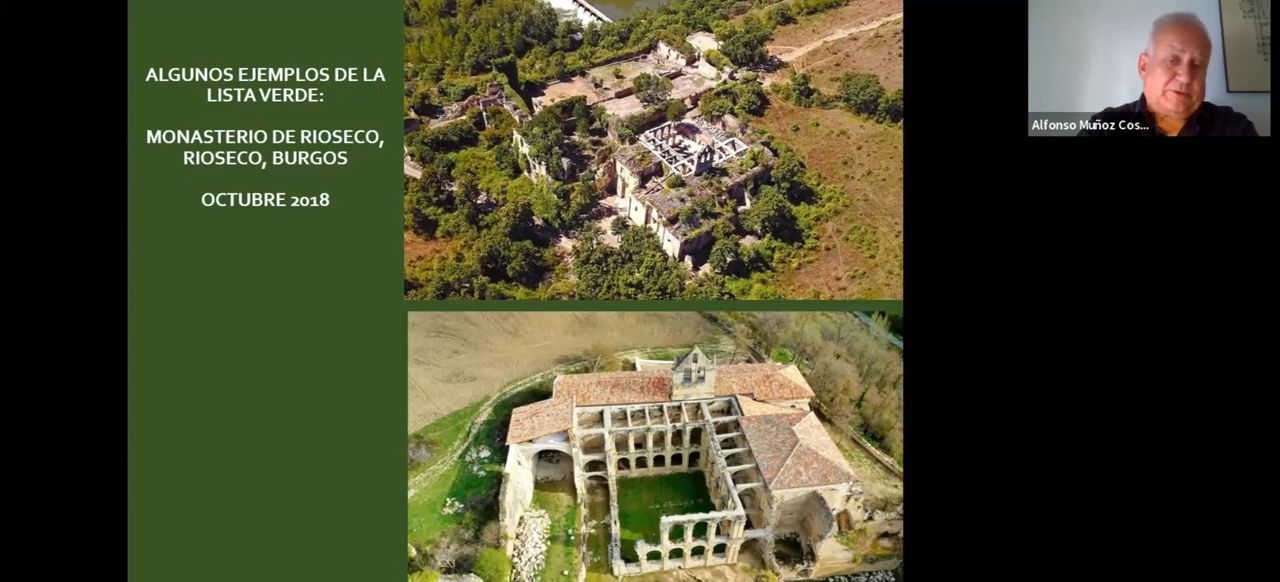 ALGUNOS EJEMPLOS DE LA
LISTA VERDE:
MONASTERIO DE RIOSECO,
RIOSECO, BURGOS
OCTUBRE 2018
Alfonso Muñoz Cos...